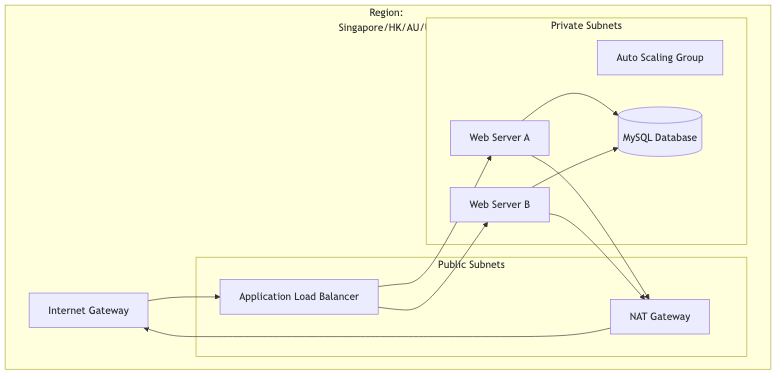 Region:
Singapore/HK/AU/
Private Subnets
Auto Scaling Group
Web Server A
MySQL Database
Web Server B
Public Subnets
Application Load Balancer
Internet Gateway
NAT Gateway